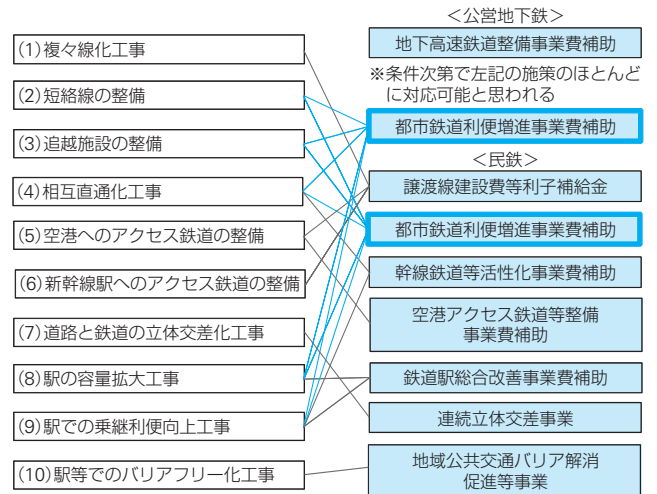 (1)複々線化工事
(2)短絡線の整備
(3)追越施設の整備
(4)相互直通化工事
(5)空港へのアクセス鉄道の整備
(6)新幹線駅へのアクセス鉄道の整備
(7)道路と鉄道の立体交差化工事
(8)駅の容量拡大工事
(9)駅での乗継利便向上工事
(10)駅等でのバリアフリー化工事
＜公営地下鉄＞
地下高速鉄道整備事業費補助
※条件次第で左記の施策のほとんど
に対応可能と思われる
都市鉄道利便増進事業費補助
＜民鉄＞
譲渡線建設費等利子補給金
都市鉄道利便増進事業費補助
幹線鉄道等活性化事業費補助
空港アクセス鉄道等整備
事業費補助
鉄道駅総合改善事業費補助
連続立体交差事業
地域公共交通バリア解消
促進等事業